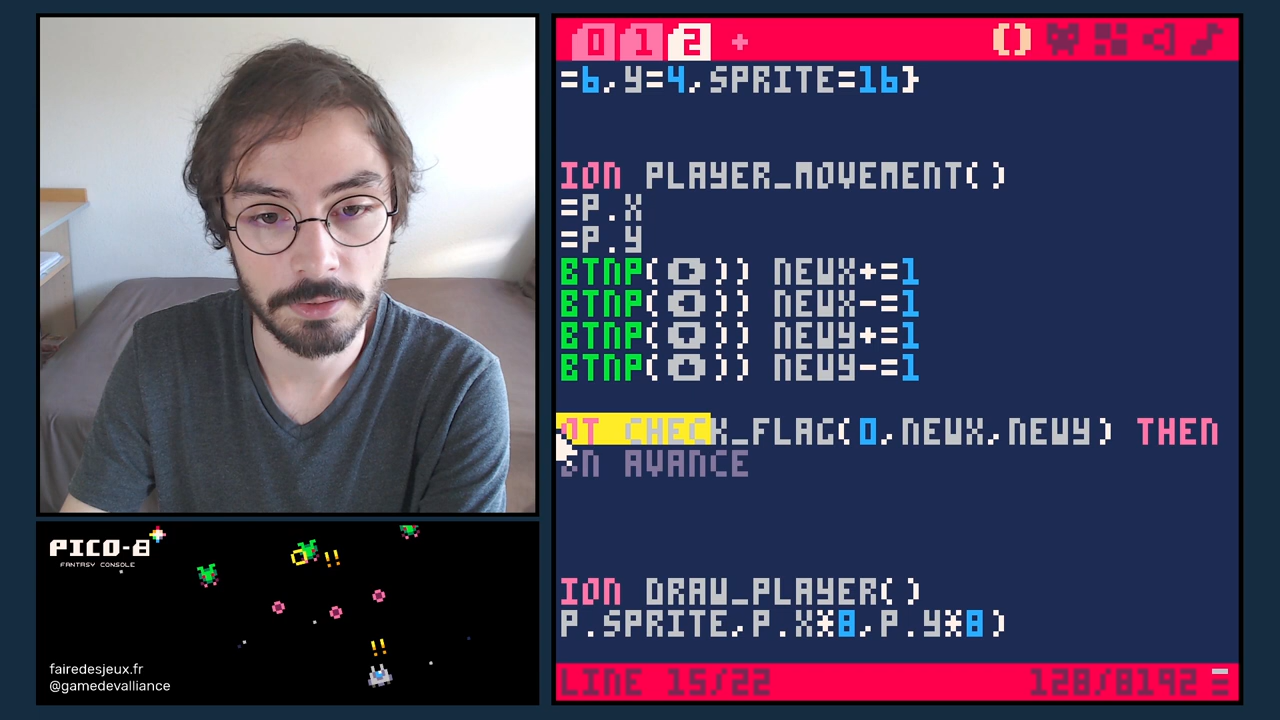 0 1 2 +
()
=6,Y=4,SPRITE=16}
ION PLAYER_MOVEMENT()
=P.X
=P.Y
BTNP(➡️)) NEWX+=1
BTNP(⬅️)) NEWX-=1
BTNP(⬇️)) NEWY+=1
BTNP(⬆️)) NEWY-=1
OT CHECK_FLAG(0,NEWX,NEWY) THEN
ON AVANCE
ION DRAW_PLAYER()
P.SPRITE,P.X*8,P.Y*8)
LINE 15/22
128/8192
PICO-8
FANTASY CONSOLE
!!
!!
fairedesjeux.fr
@gamedevalliance